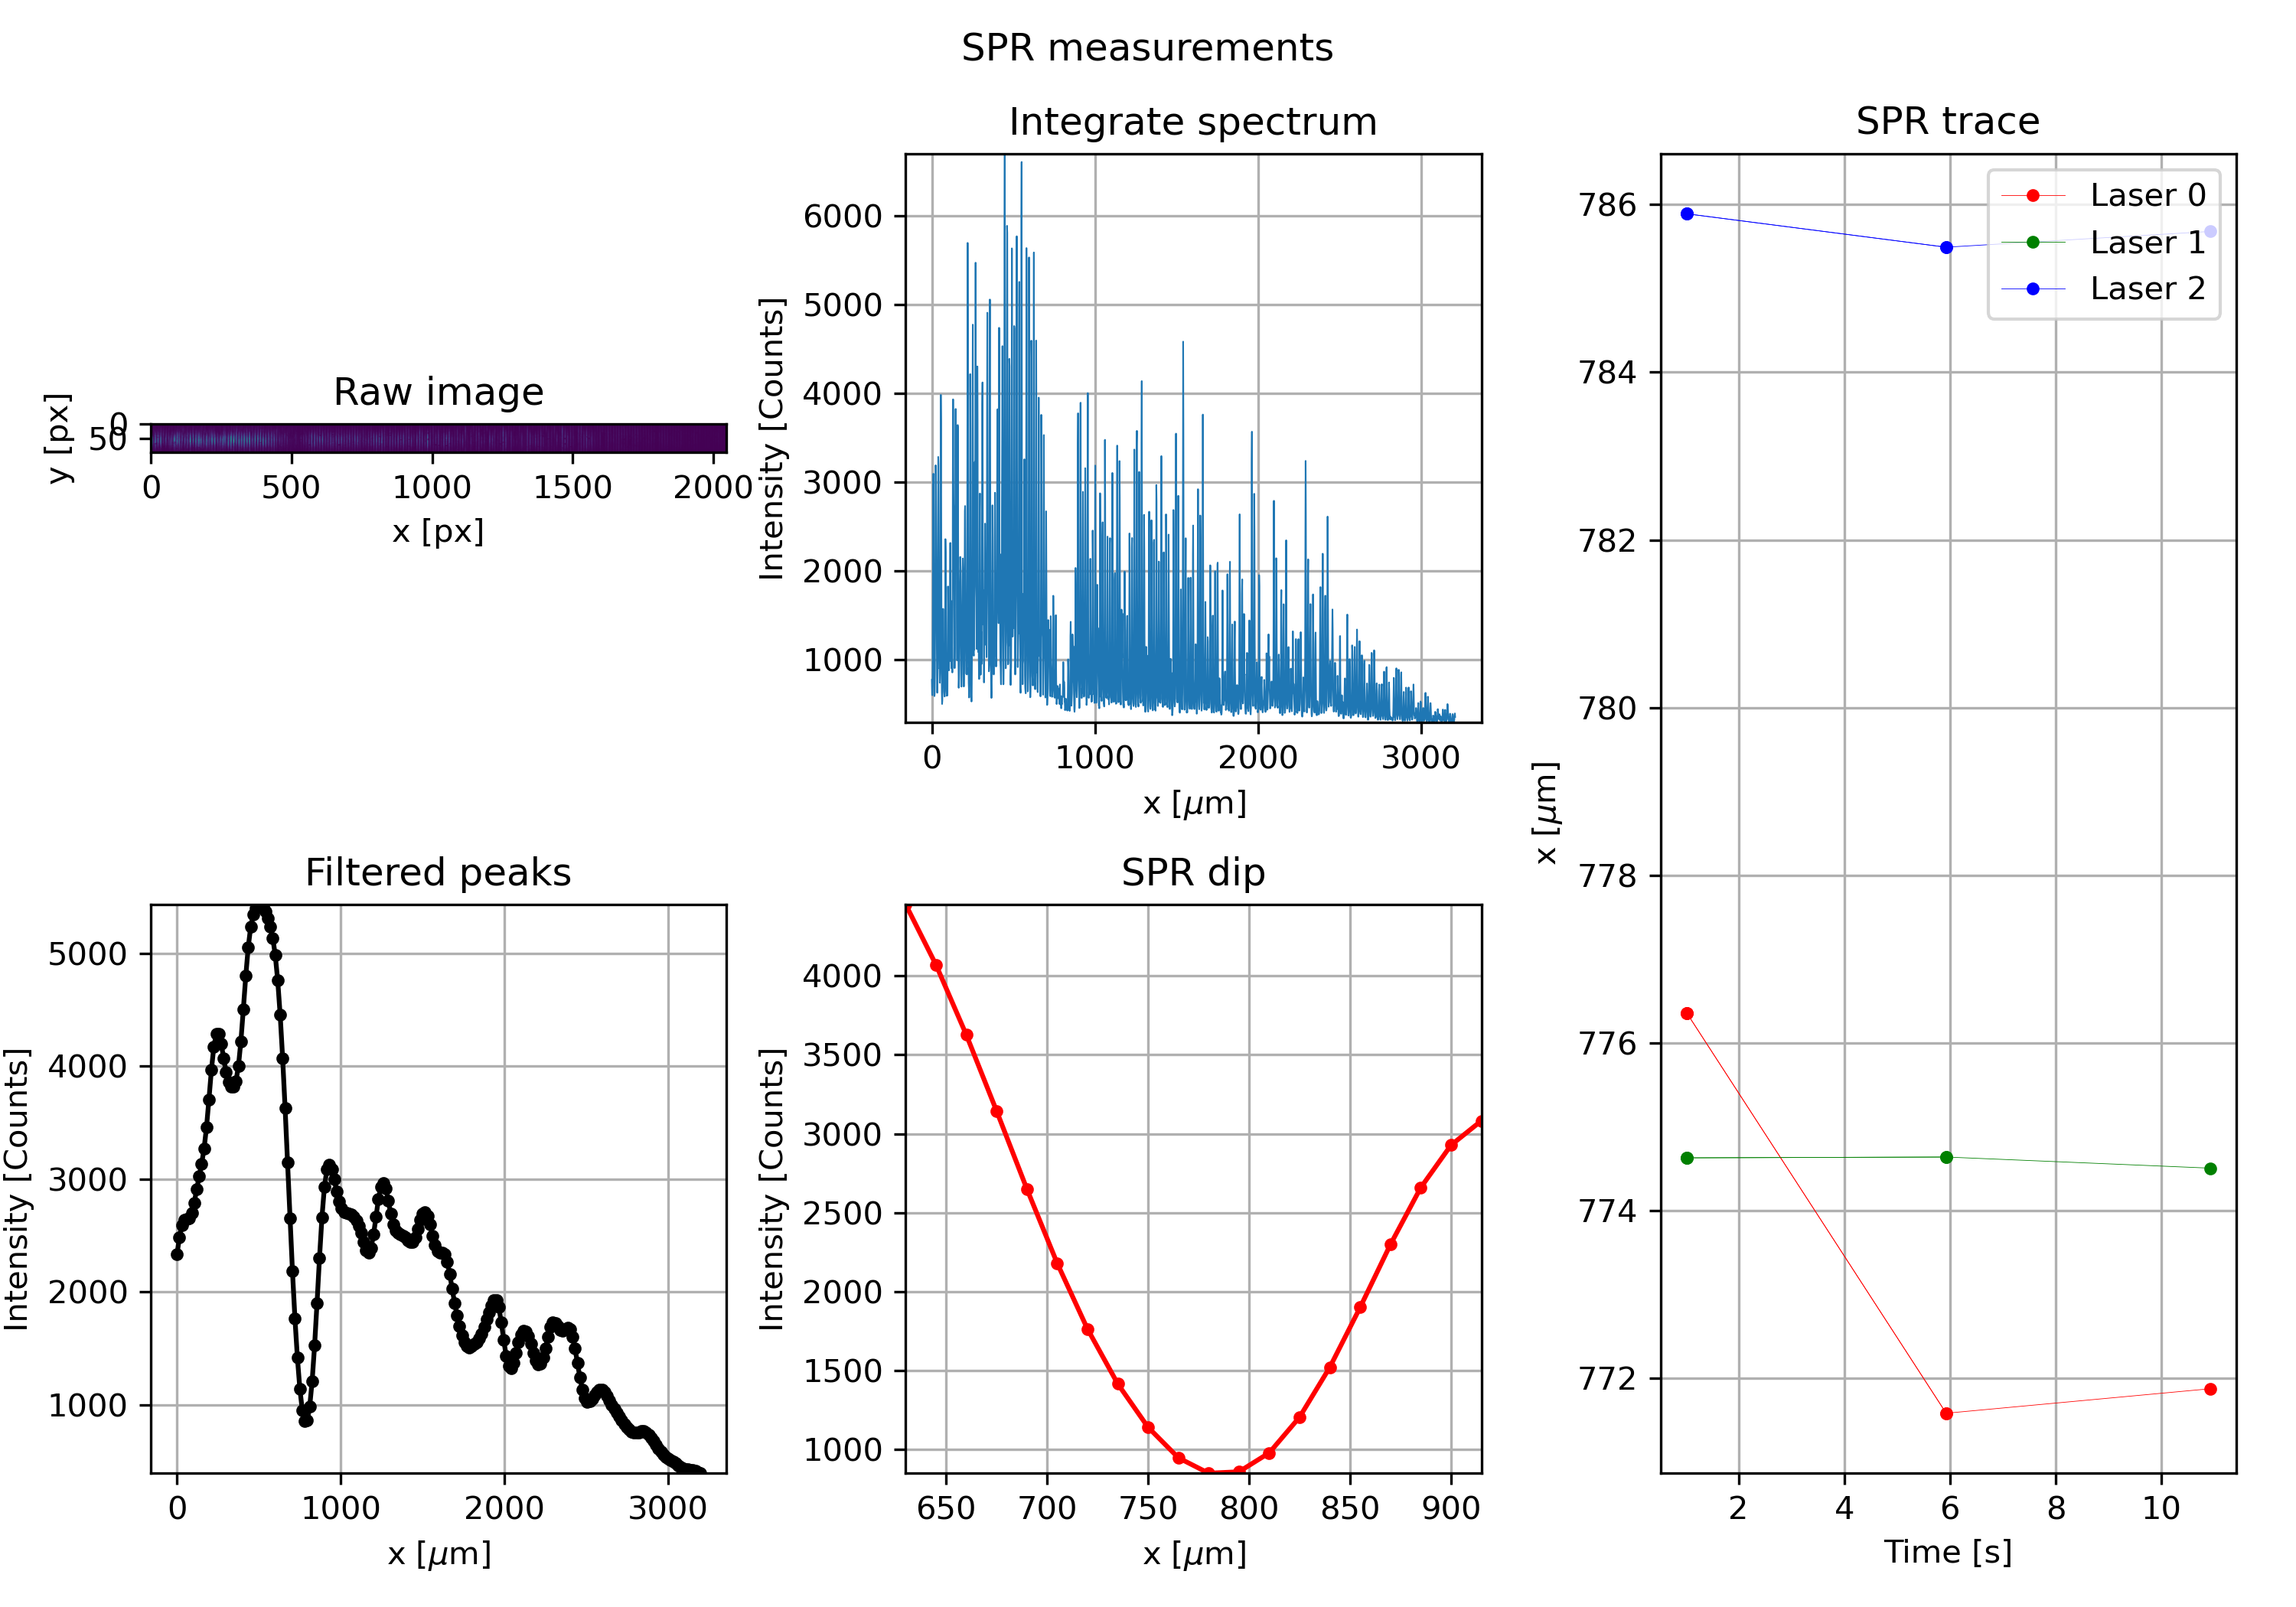 SPR measurements
Raw image
y [px]
0
50
0 500 1000 1500 2000
x [px]
Integrate spectrum
Intensity [Counts]
6000
5000
4000
3000
2000
1000
0 1000 2000 3000
x [μm]
SPR trace
Laser 0
Laser 1
Laser 2
x [μm]
786
784
782
780
778
776
774
772
2 4 6 8 10
Time [s]
Filtered peaks
Intensity [Counts]
5000
4000
3000
2000
1000
0 1000 2000 3000
x [μm]
SPR dip
Intensity [Counts]
4000
3500
3000
2500
2000
1500
1000
650 700 750 800 850 900
x [μm]